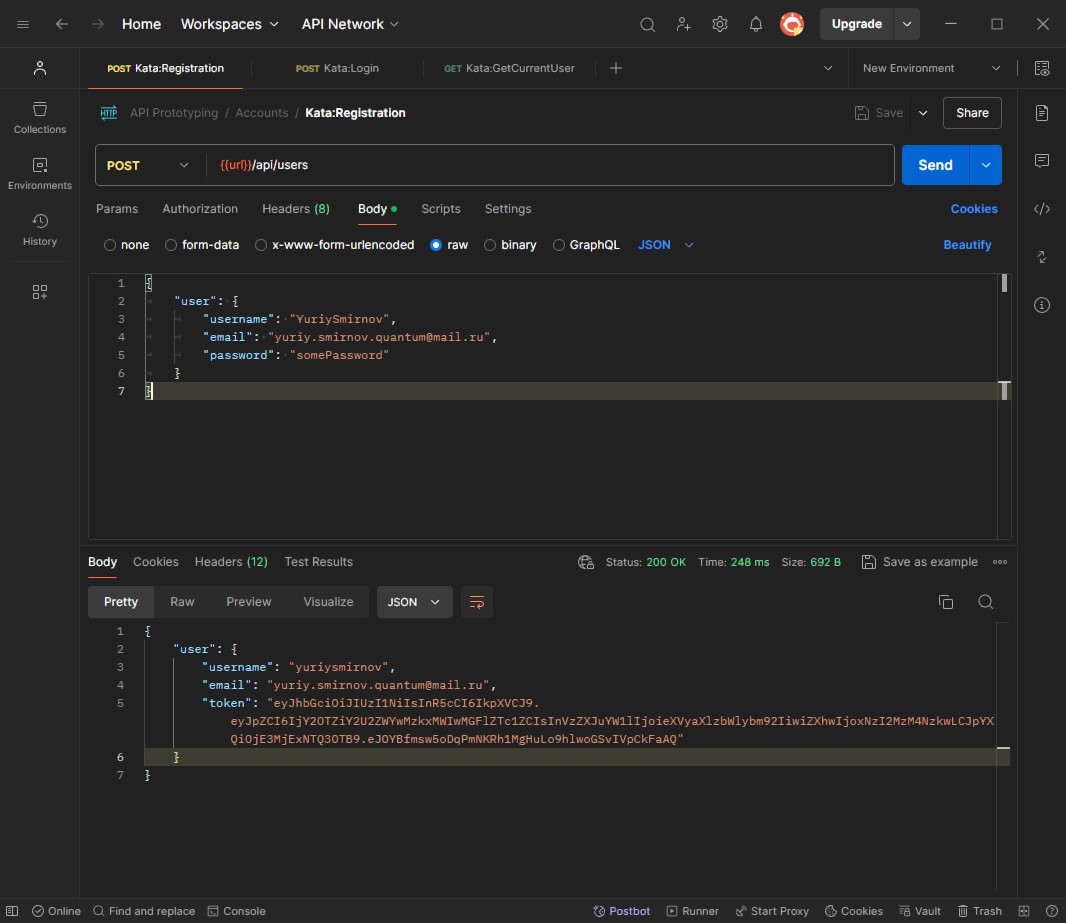 Home Workspaces API Network Upgrade
POST Kata:Registration POST Kata:Login GET Kata:GetCurrentUser New Environment
HTTP API Prototyping / Accounts / Kata:Registration Save Share
Collections
Environments
History
POST {{url}}/api/users Send
Params Authorization Headers (8) Body Scripts Settings Cookies
none form-data x-www-form-urlencoded raw binary GraphQL JSON Beautify
1 {
2 "user": {
3 "username": "YuriySmirnov",
4 "email": "yuriy.smirnov.quantum@mail.ru",
5 "password": "somePassword"
6 }
7 }
Body Cookies Headers (12) Test Results Status: 200 OK Time: 248 ms Size: 692 B Save as example
Pretty Raw Preview Visualize JSON
1 {
2 "user": {
3 "username": "yuriysmirnov",
4 "email": "yuriy.smirnov.quantum@mail.ru",
5 "token": "eyJhbGciOiJIUzI1NiIsInR5cCI6IkpXVCJ9.
eyJpZCI6IjY2OTZiY2U2ZWYwMzkxMWIwMGFlZTc1ZCIsInVzZXJuYW1lIjoieXVyaXlzbWlybm92IiwiZXhwIjoxNzI2MzM4NzkwLCJpYX
QiOjE3MjExNTQ3OTB9.eJOYBfmsw5oDqPmNKRh1MgHuLo9hlwoGSvIVpCkFaAQ"
6 }
7 }
Online Find and replace Console Postbot Runner Start Proxy Cookies Vault Trash